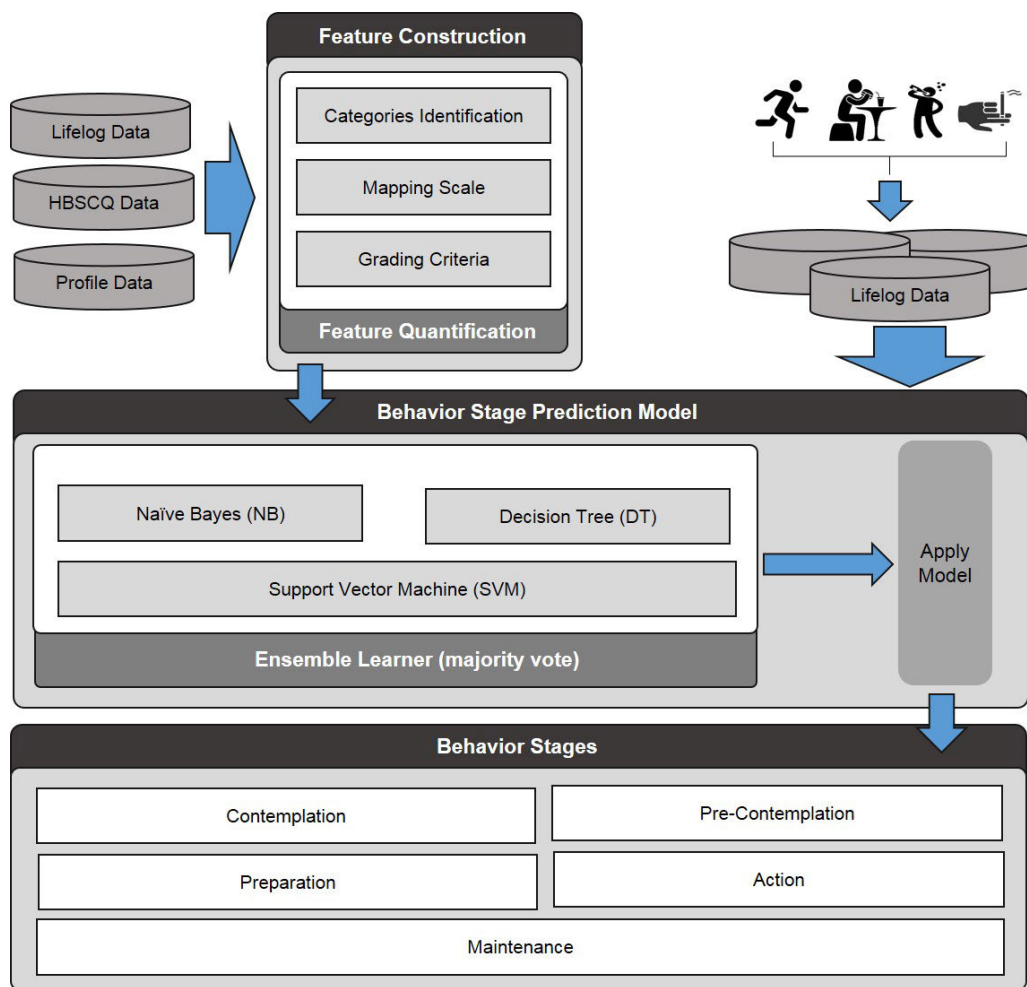 Feature Construction
Lifelog Data
HBSCQ Data
Profile Data
Categories Identification
Mapping Scale
Grading Criteria
Feature Quantification
Lifelog Data
Behavior Stage Prediction Model
Naïve Bayes (NB)
Decision Tree (DT)
Support Vector Machine (SVM)
Ensemble Learner (majority vote)
Apply
Model
Behavior Stages
Contemplation
Pre-Contemplation
Preparation
Action
Maintenance